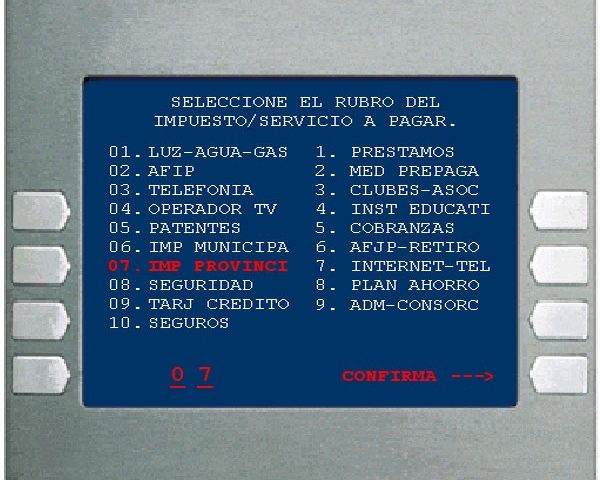 SELECCIONE EL RUBRO DEL
IMPUESTO/SERVICIO A PAGAR.
01. LUZ-AGUA-GAS 1. PRESTAMOS
02. AFIP 2. MED PREPAGA
03. TELEFONIA 3. CLUBES-ASOC
04. OPERADOR TV 4. INST EDUCATI
05. PATENTES 5. COBRANZAS
06. IMP MUNICIPA 6. AFJP-RETIRO
07. IMP PROVINCI 7. INTERNET-TEL
08. SEGURIDAD 8. PLAN AHORRO
09. TARJ CREDITO 9. ADM-CONSORC
10. SEGUROS
0 7 CONFIRMA --->